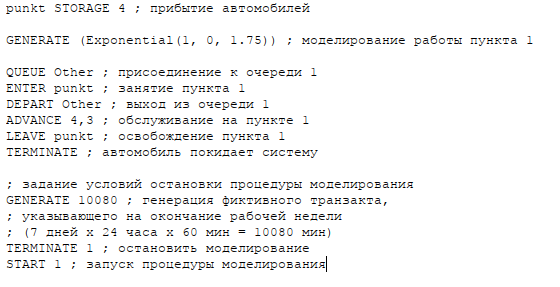 punkt STORAGE 4 ; прибытие автомобилей
GENERATE (Exponential(1, 0, 1.75)) ; моделирование работы пункта 1
QUEUE Other ; присоединение к очереди 1
ENTER punkt ; занятие пункта 1
DEPART Other ; выход из очереди 1
ADVANCE 4,3 ; обслуживание на пункте 1
LEAVE punkt ; освобождение пункта 1
TERMINATE ; автомобиль покидает систему
; задание условий остановки процедуры моделирования
GENERATE 10080 ; генерация фиктивного транзакта,
; указывающего на окончание рабочей недели
; (7 дней х 24 часа х 60 мин = 10080 мин)
TERMINATE 1 ; остановить моделирование
START 1 ; запуск процедуры моделирования